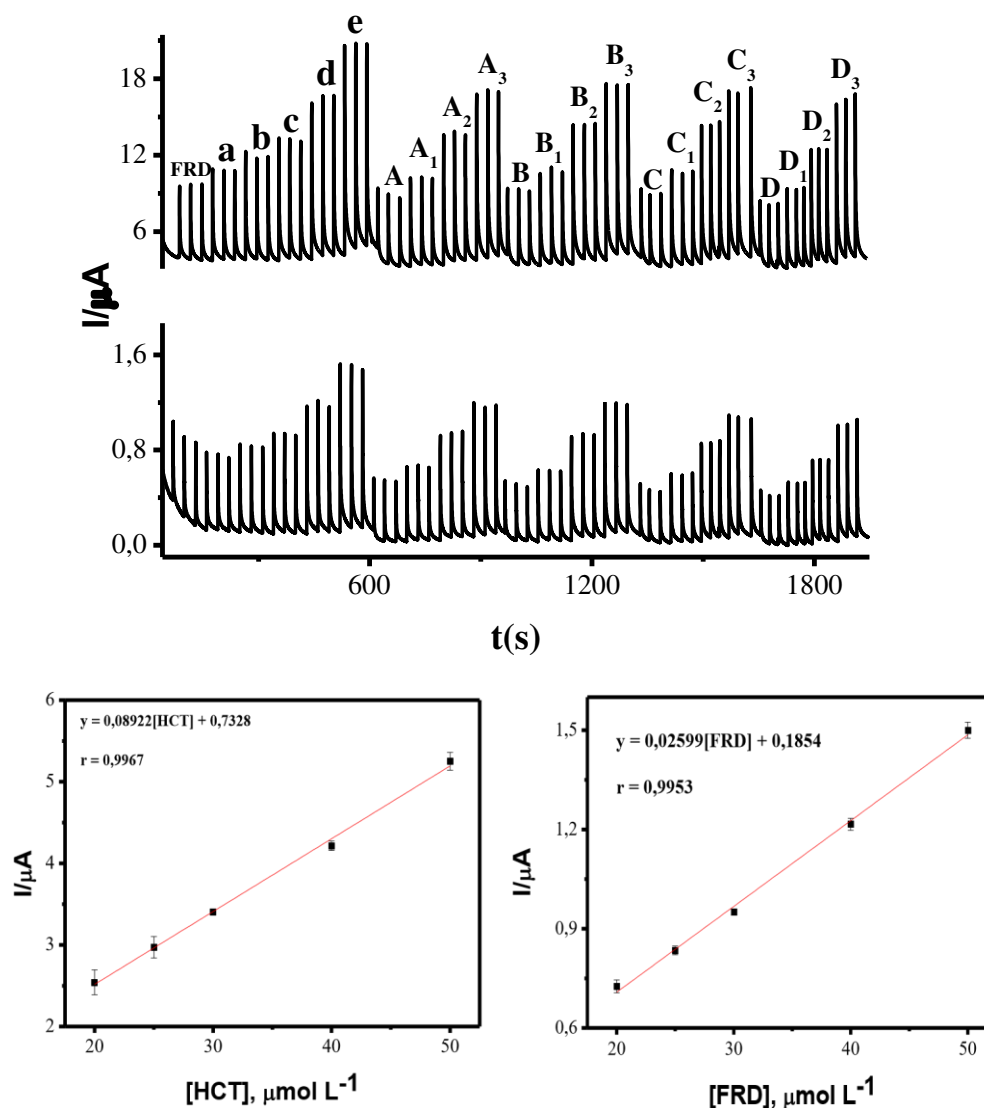 e
d
c
b
a
FRD
A
A1
A2
A3
B
B1
B2
B3
C
C1
C2
C3
D
D1
D2
D3
18
12
6
I/μA
1,6
0,8
0,0
600 1200 1800
t(s)
6
5
4
3
2
y = 0,08922[HCT] + 0,7328
r = 0,9967
I/μA
20 30 40 50
[HCT], μmol L-1
1,5
1,2
0,9
0,6
y = 0,02599[FRD] + 0,1854
r = 0,9953
I/μA
20 30 40 50
[FRD], μmol L-1